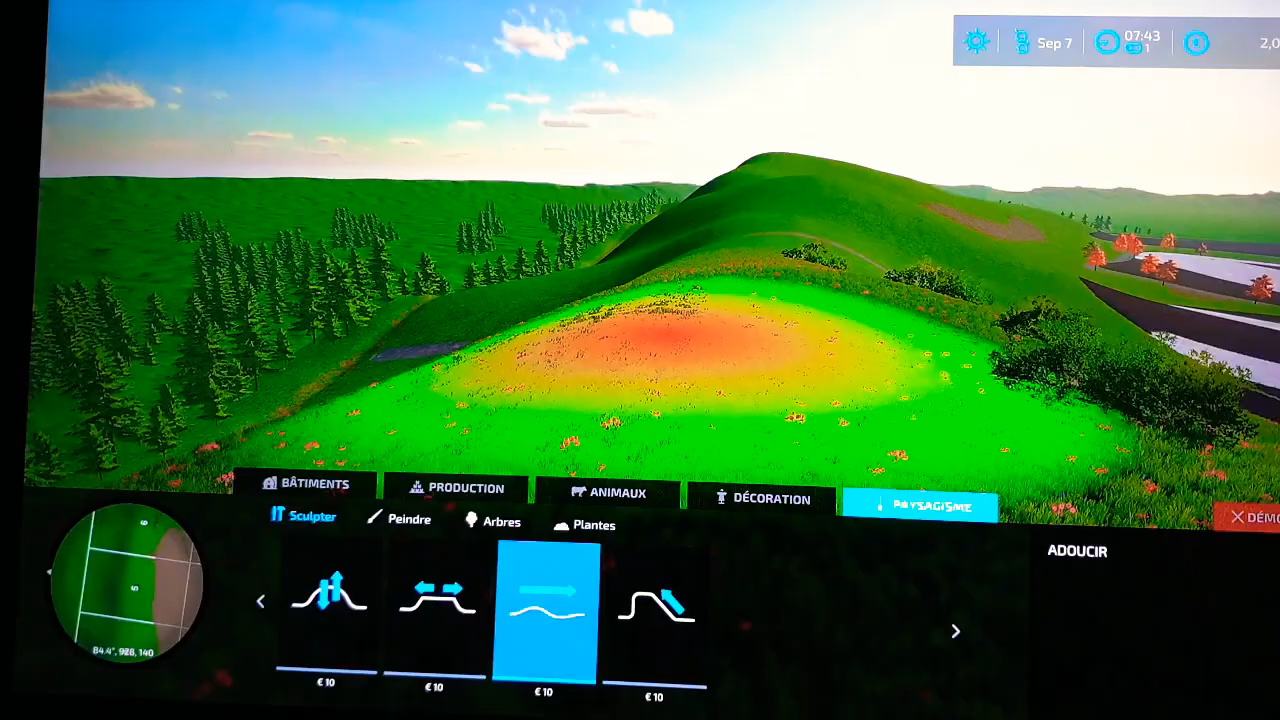 Sep 7
07:43
1
2,0
BÂTIMENTS
PRODUCTION
ANIMAUX
DÉCORATION
PAYSAGISME
Sculpter
Peindre
Arbres
Plantes
DÉMO
ADOUCIR
6
5
84.4°, 928, 140
€ 10
€ 10
€ 10
€ 10